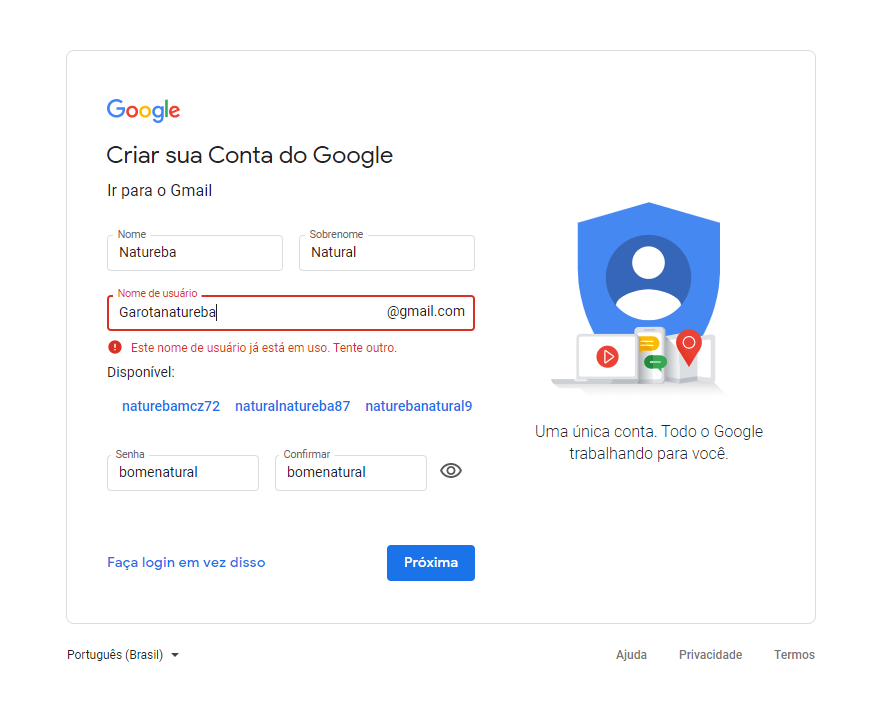 Google
Criar sua Conta do Google
Ir para o Gmail
Nome
Natureba
Sobrenome
Natural
Nome de usuário
Garotanatureba
@gmail.com
Este nome de usuário já está em uso. Tente outro.
Disponível:
naturebamcz72 naturalnatureba87 naturebanatural9
Senha
bomenatural
Confirmar
bomenatural
Faça login em vez disso
Próxima
Uma única conta. Todo o Google
trabalhando para você.
Português (Brasil)
Ajuda Privacidade Termos